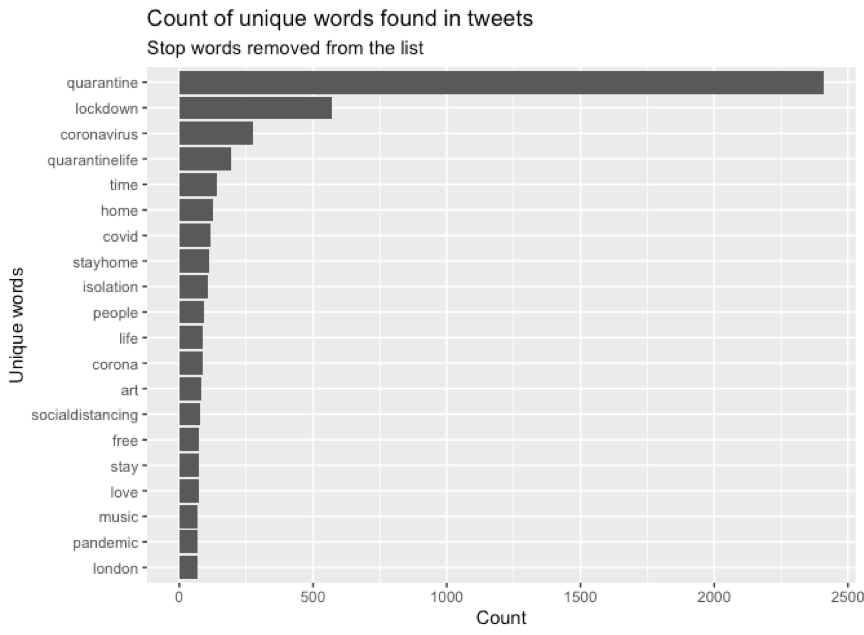 Count of unique words found in tweets
Stop words removed from the list
Unique words
quarantine
lockdown
coronavirus
quarantinelife
time
home
covid
stayhome
isolation
people
life
corona
art
socialdistancing
free
stay
love
music
pandemic
london
0 500 1000 1500 2000 2500
Count